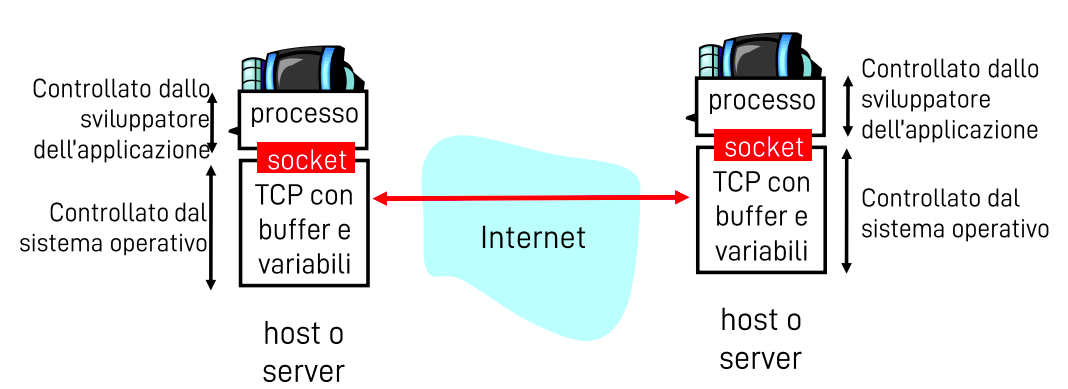 Controllato dallo
sviluppatore
dell'applicazione
processo
socket
TCP con
buffer e
variabili
Controllato dal
sistema operativo
host o
server
Internet
Controllato dallo
sviluppatore
dell'applicazione
processo
socket
TCP con
buffer e
variabili
Controllato dal
sistema operativo
host o
server